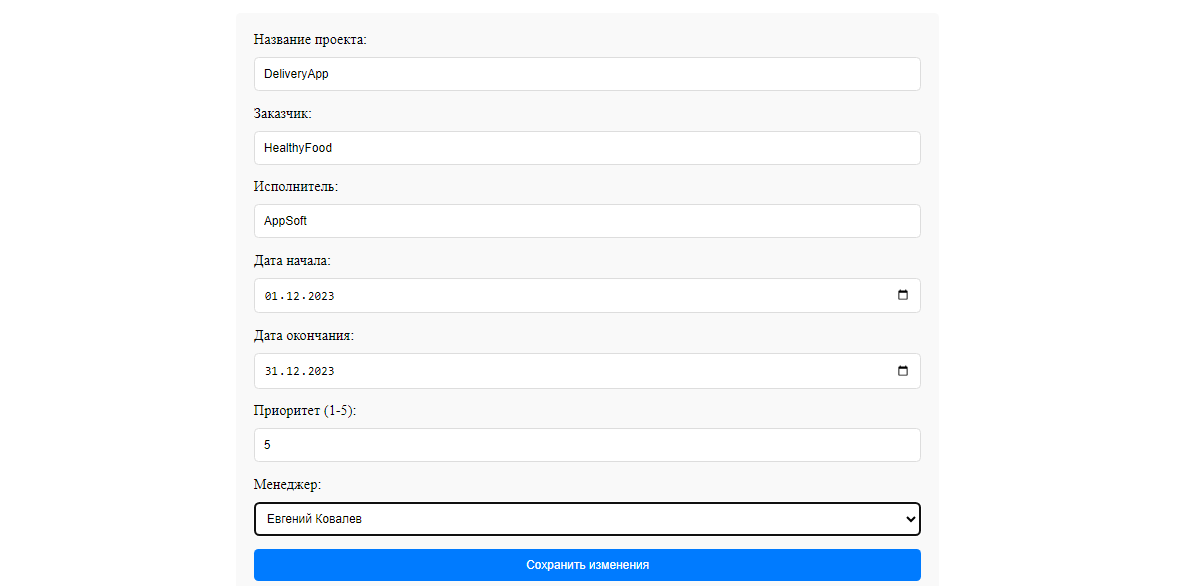 Название проекта:
DeliveryApp
Заказчик:
HealthyFood
Исполнитель:
AppSoft
Дата начала:
01.12.2023
Дата окончания:
31.12.2023
Приоритет (1-5):
5
Менеджер:
Евгений Ковалев
Сохранить изменения